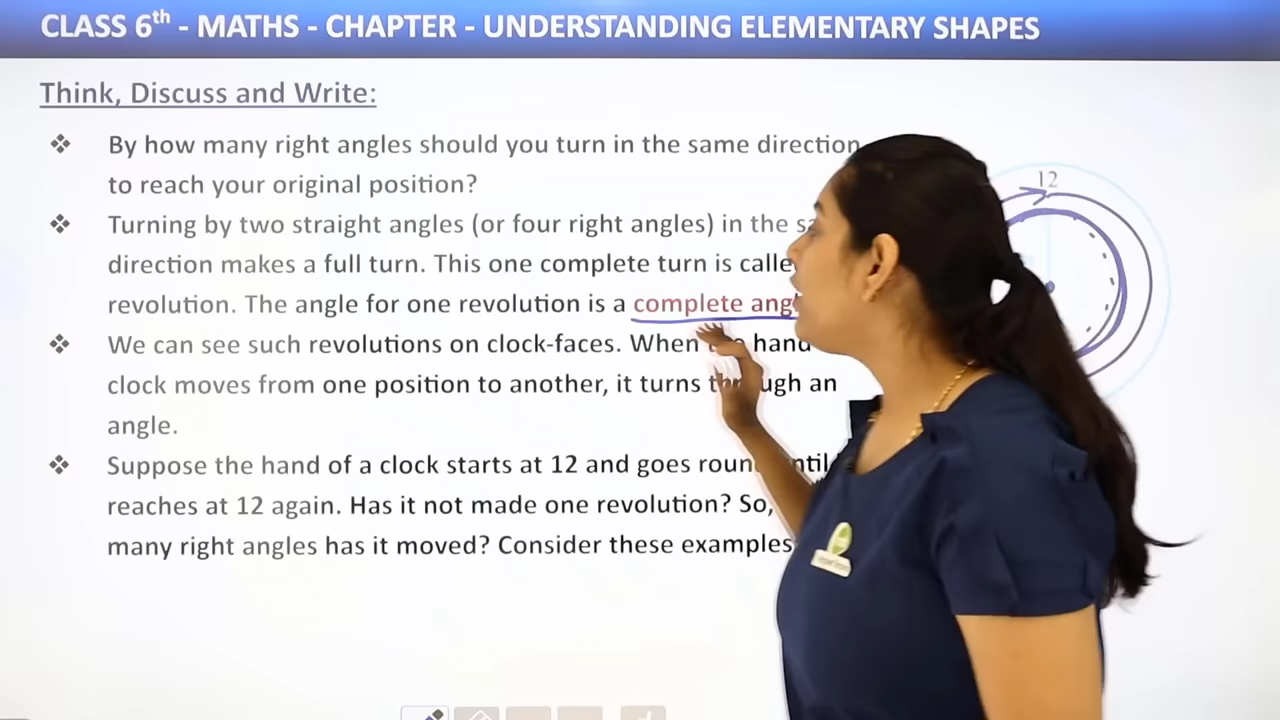 CLASS 6th - MATHS - CHAPTER - UNDERSTANDING ELEMENTARY SHAPES
Think, Discuss and Write:
❖ By how many right angles should you turn in the same direction
to reach your original position?
❖ Turning by two straight angles (or four right angles) in the
direction makes a full turn. This one complete turn is
revolution. The angle for one revolution is a complete
❖ We can see such revolutions on clock-faces. When hand
clock moves from one position to another, it turns through an
angle.
❖ Suppose the hand of a clock starts at 12 and goes
reaches at 12 again. Has it not made one revolution? So,
many right angles has it moved? Consider these examples
12